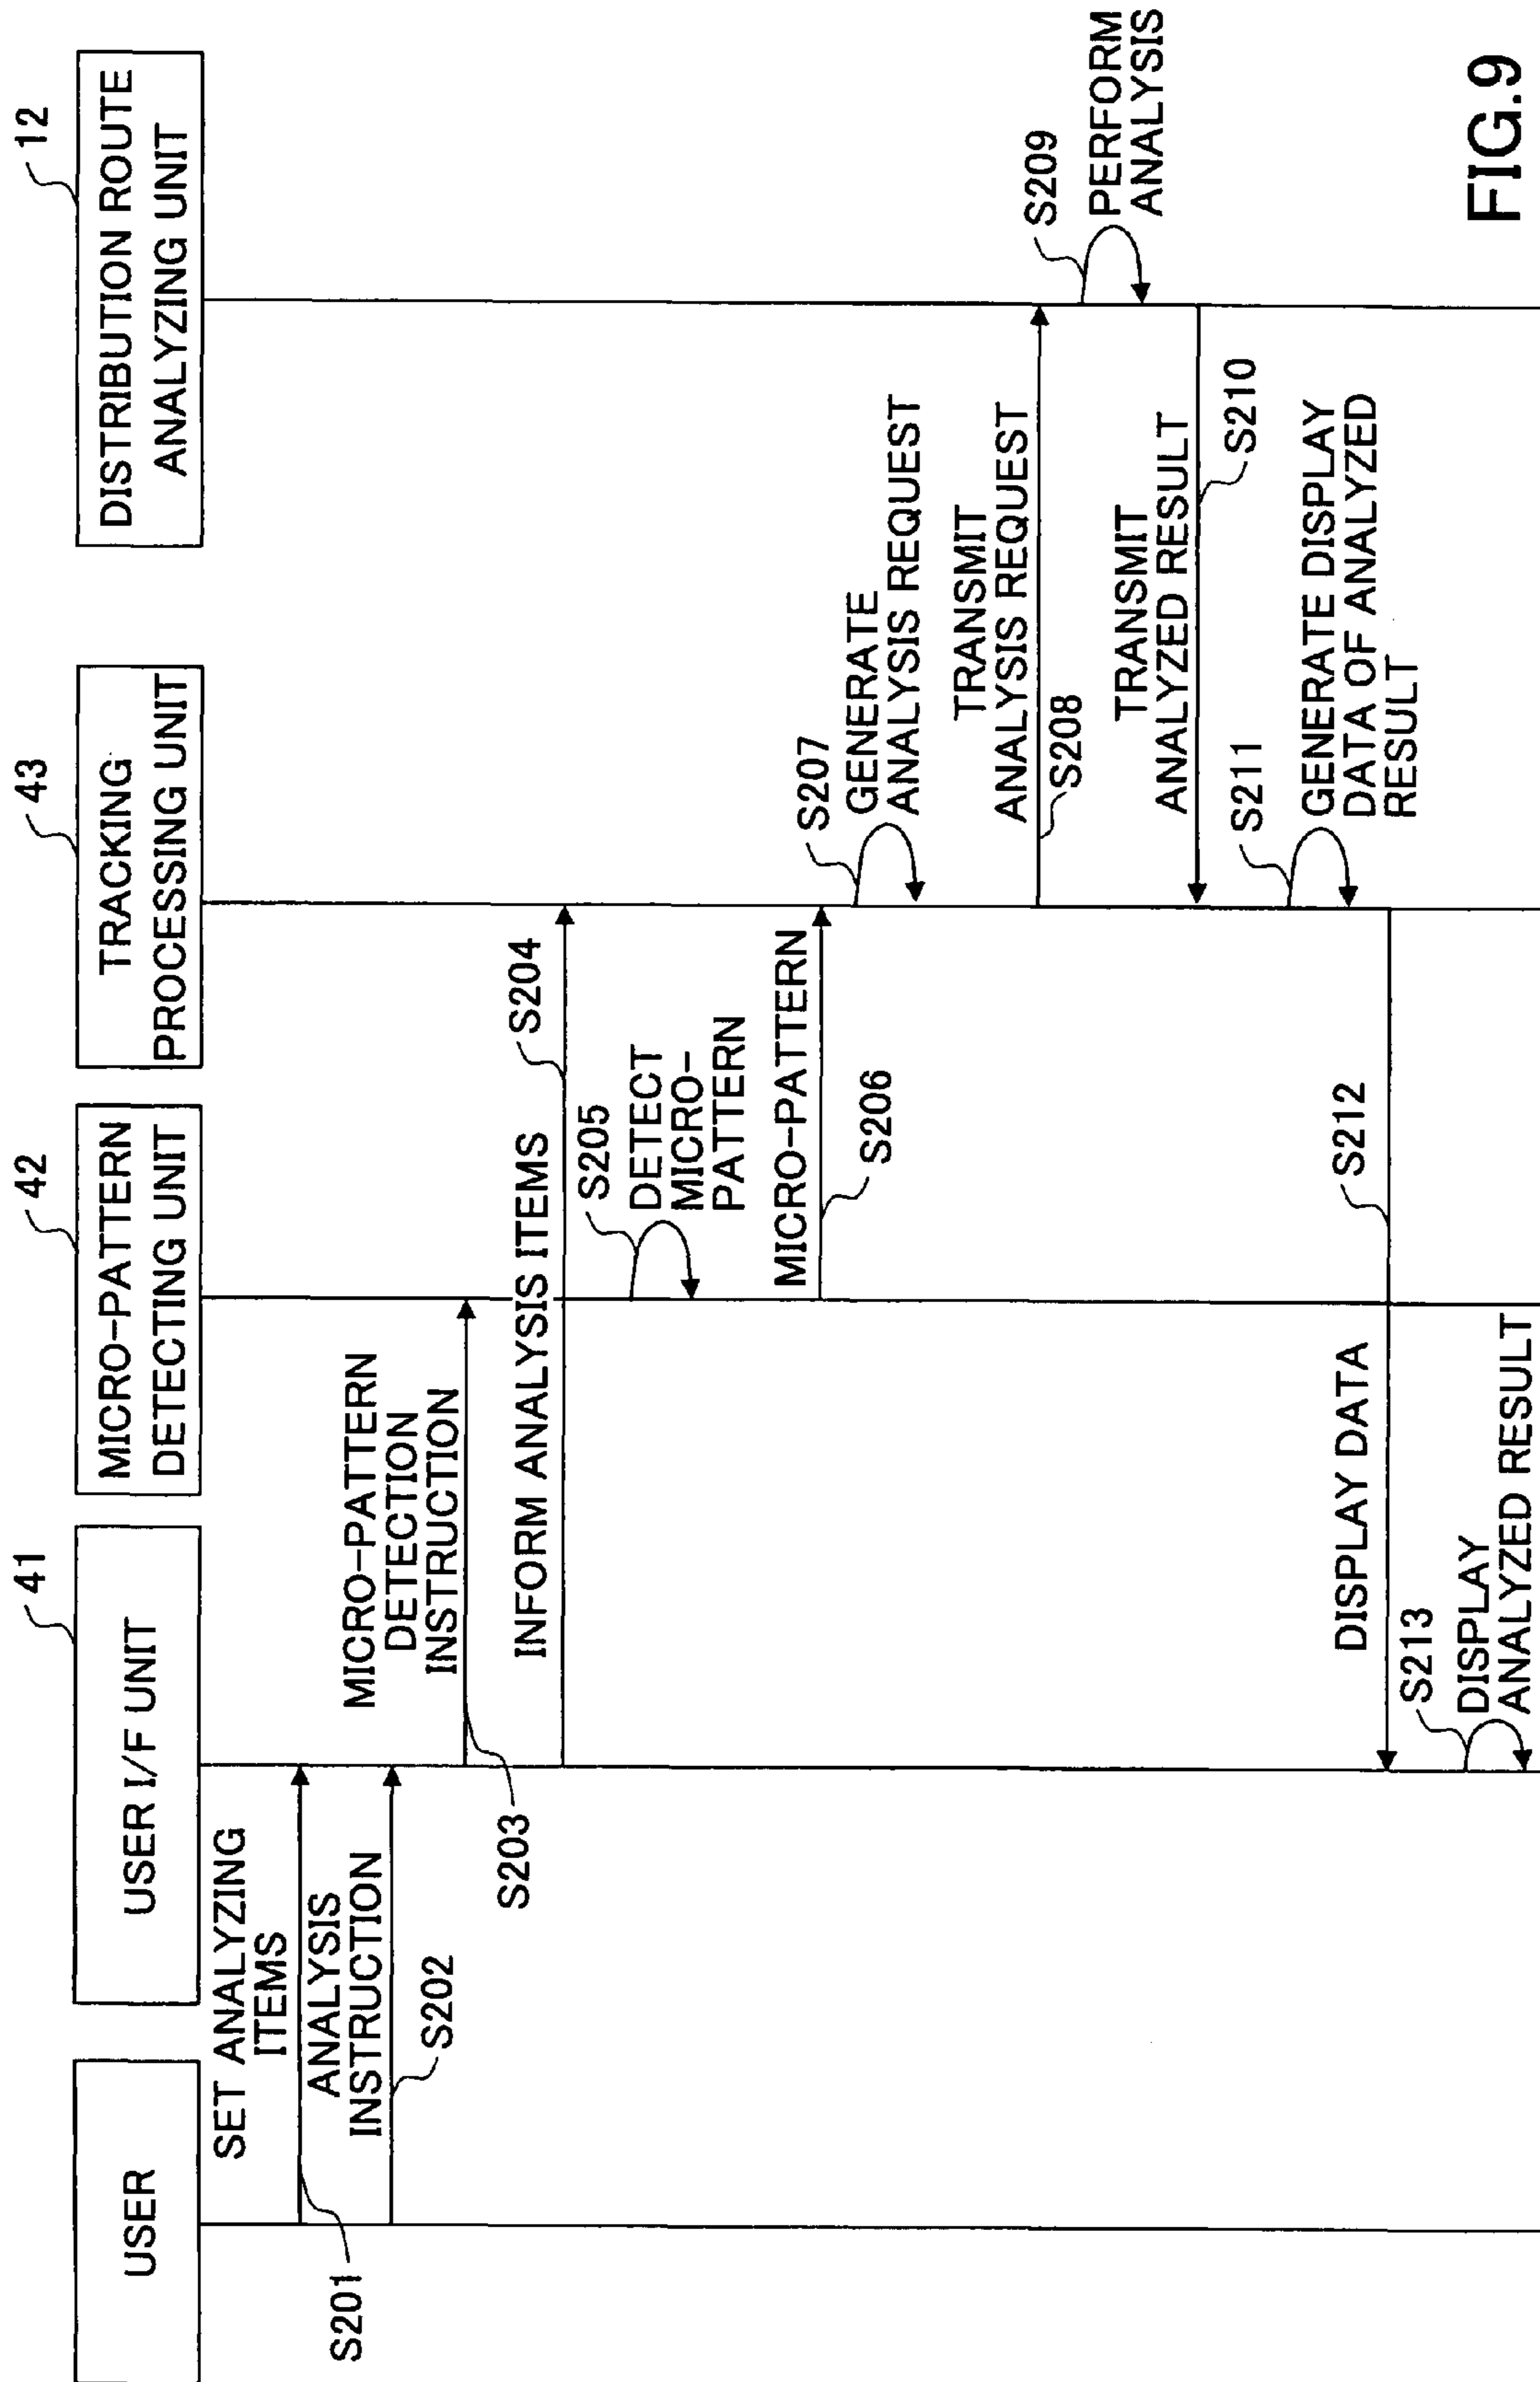 USER
41
USER I/F UNIT
42
MICRO-PATTERN
DETECTING UNIT
43
TRACKING
PROCESSING UNIT
12
DISTRIBUTION ROUTE
ANALYZING UNIT
SET ANALYZING
ITEMS
S201
ANALYSIS
INSTRUCTION
S202
MICRO-PATTERN
DETECTION
INSTRUCTION
S203
INFORM ANALYSIS ITEMS
S204
S205
DETECT
MICRO-
PATTERN
MICRO-PATTERN
S206
S207
GENERATE
ANALYSIS REQUEST
TRANSMIT
ANALYSIS REQUEST
S208
S209
PERFORM
ANALYSIS
TRANSMIT
ANALYZED RESULT
S210
S211
GENERATE DISPLAY
DATA OF ANALYZED
RESULT
DISPLAY DATA
S212
S213
DISPLAY
ANALYZED RESULT
FIG.9